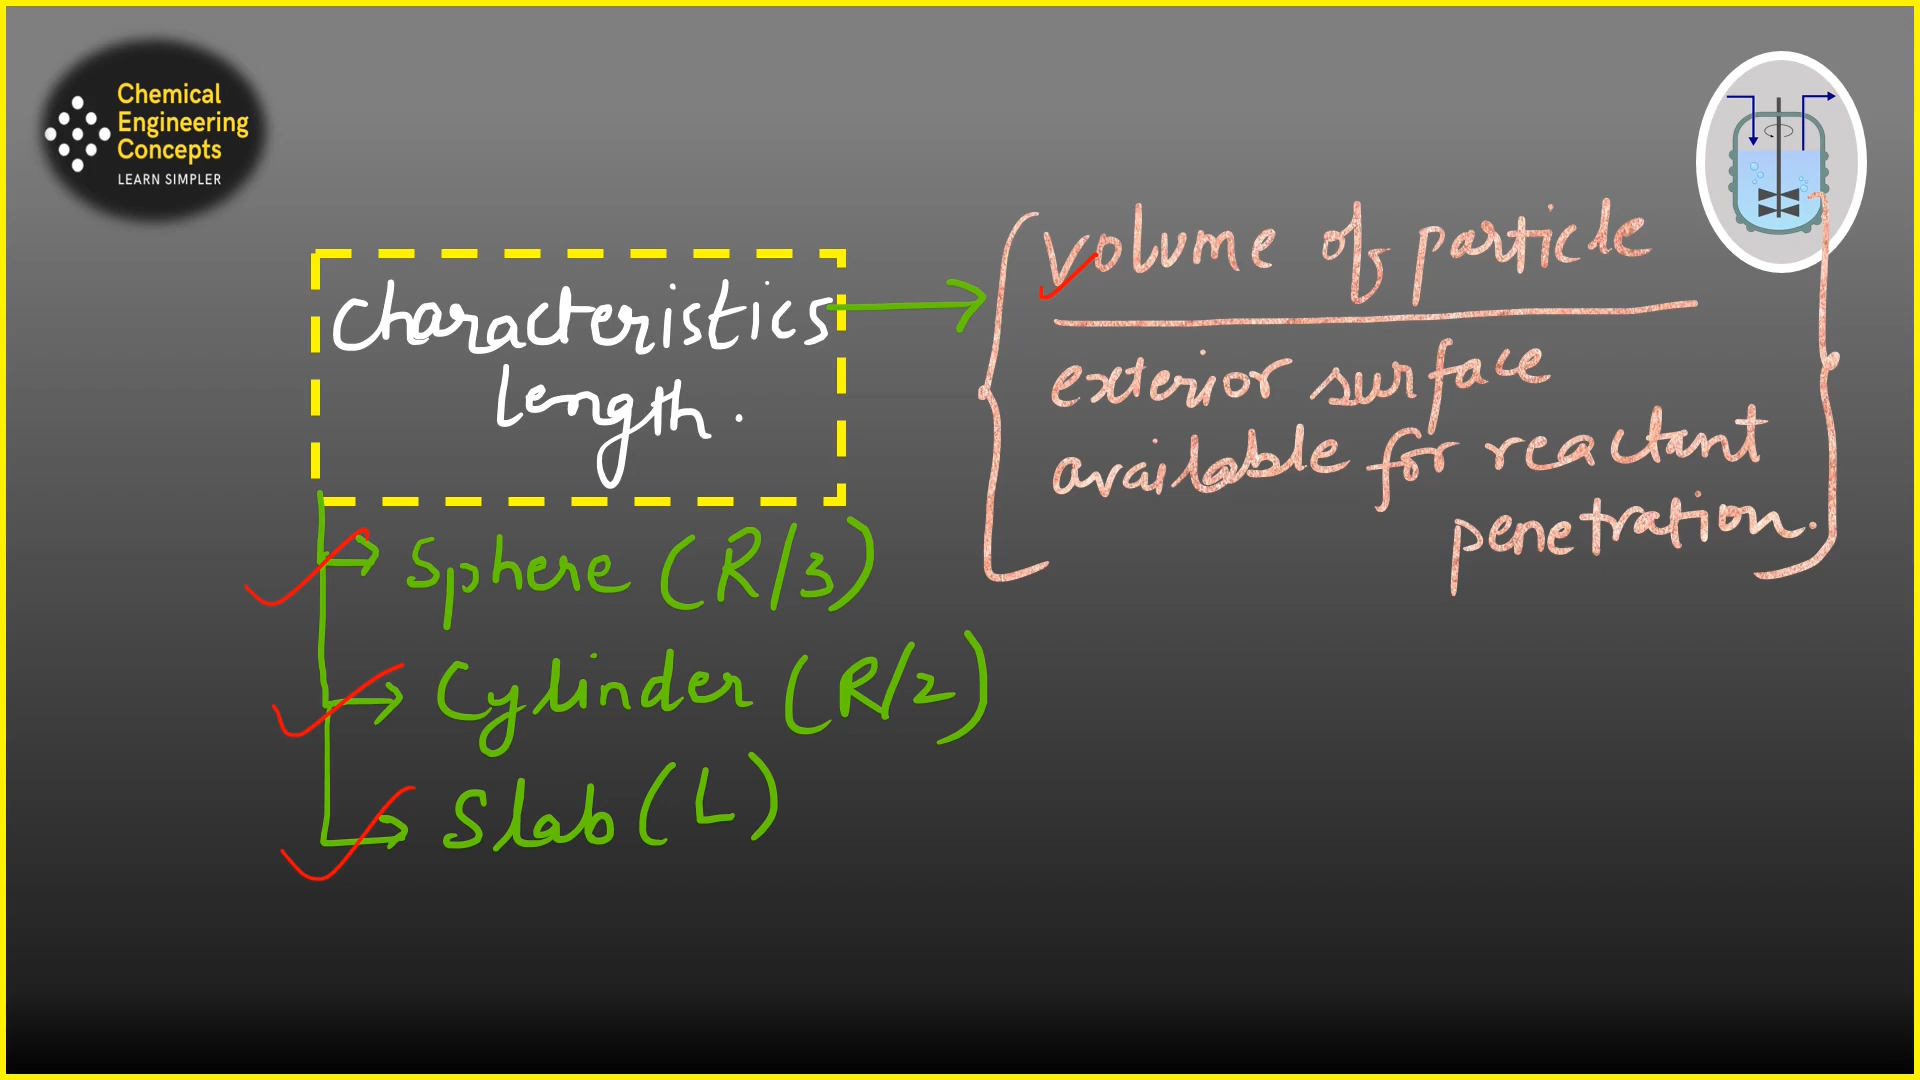 Chemical
Engineering
Concepts
LEARN SIMPLER
Characteristics
length.
volume of particle
exterior surface
available for reactant
penetration.
Sphere (R/3)
Cylinder (R/2)
Slab (L)